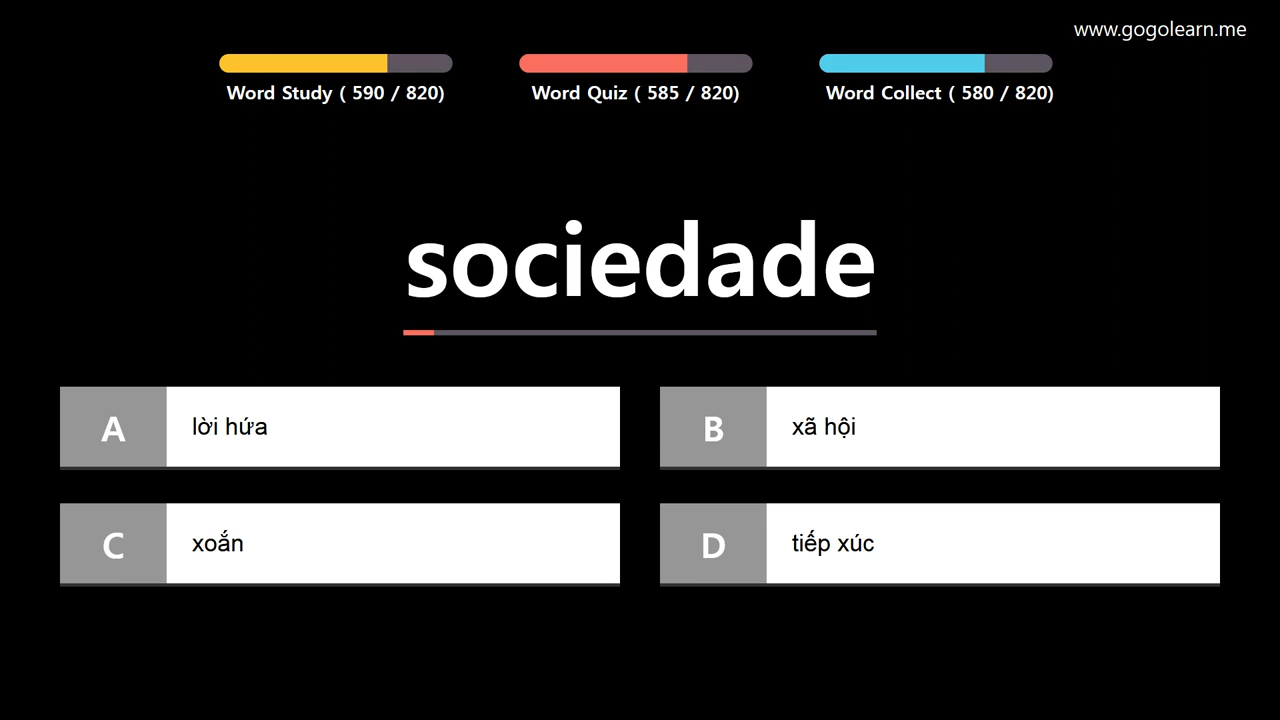 www.gogolearn.me
Word Study ( 590 / 820)
Word Quiz ( 585 / 820)
Word Collect ( 580 / 820)
sociedade
A lời hứa
B xã hội
C xoắn
D tiếp xúc